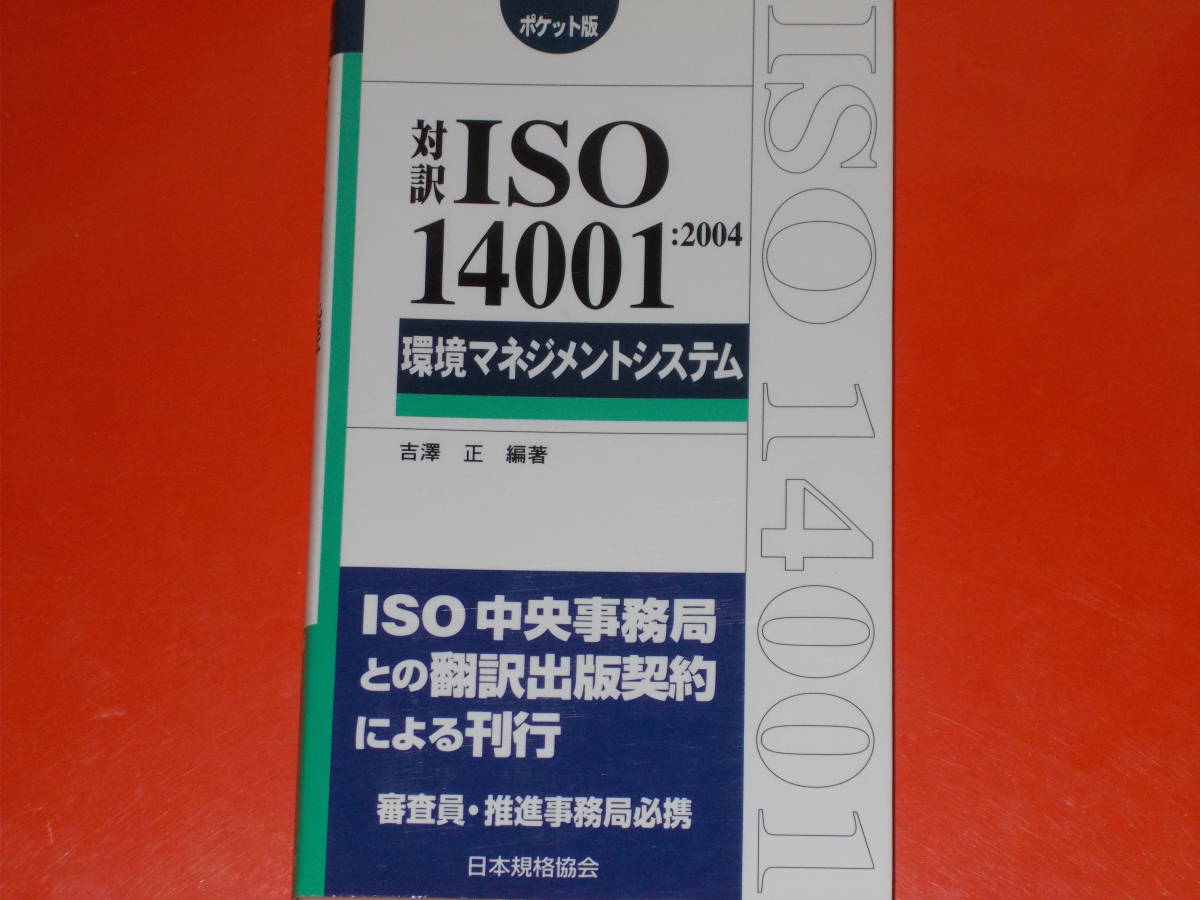 ポケット版
対訳 ISO
14001:2004
環境マネジメントシステム
吉澤 正 編著
ISO 中央事務局
との翻訳出版契約
による刊行
審査員・推進事務局必携
日本規格協会
ISO 14001